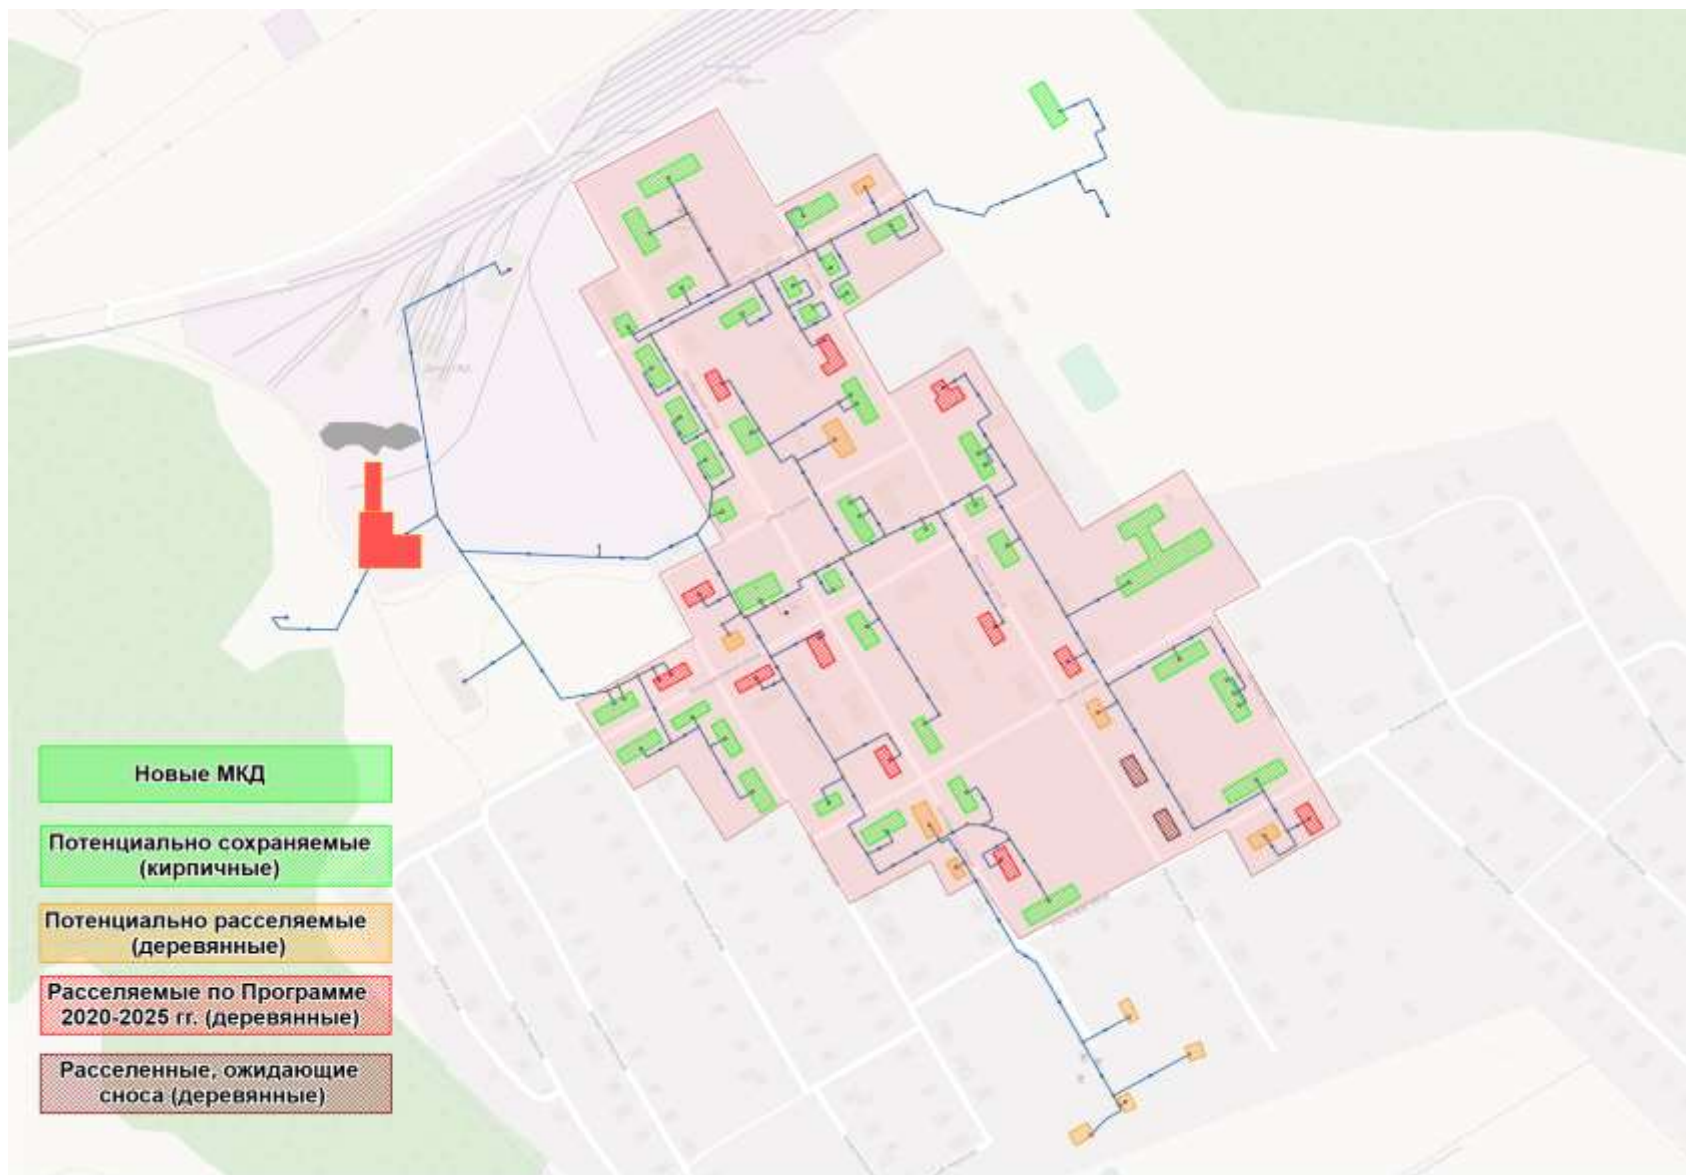 Новые МКД
Потенциально сохраняемые
(кирпичные)
Потенциально расселяемые
(деревянные)
Расселяемые по Программе
2020-2025 гг. (деревянные)
Расселенные, ожидающие
сноса (деревянные)